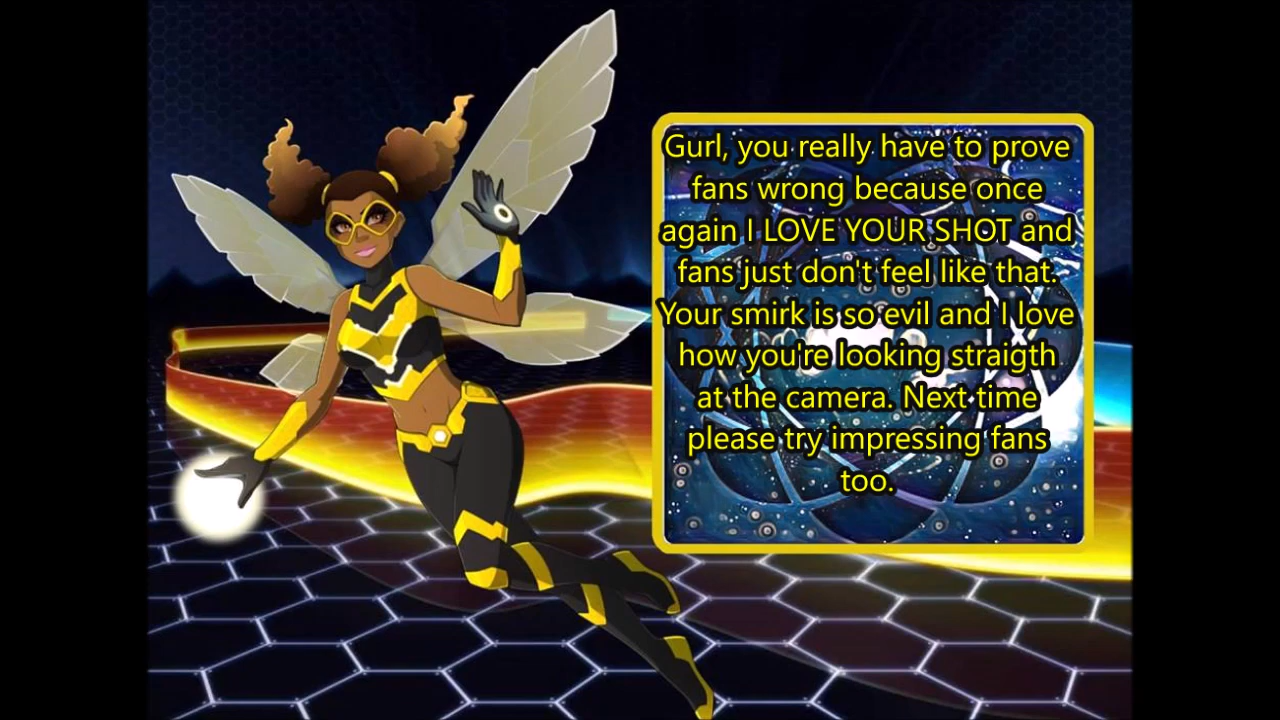 Gurl, you really have to prove
fans wrong because once
again I LOVE YOUR SHOT and
fans just don't feel like that.
Your smirk is so evil and I love
how you're looking straigth
at the camera. Next time
please try impressing fans
too.